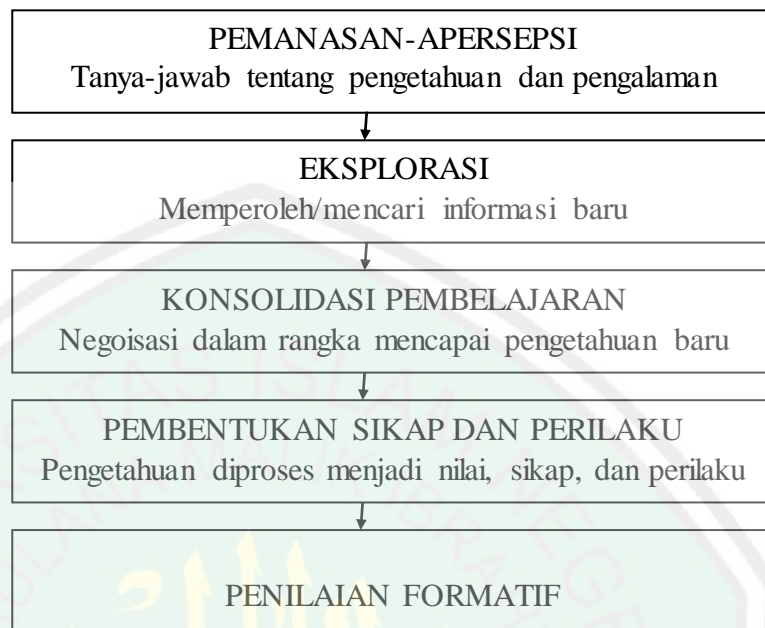 PEMANASAN-APERSEPSI
Tanya-jawab tentang pengetahuan dan pengalaman
EKSPLORASI
Memperoleh/mencari informasi baru
KONSOLIDASI PEMBELAJARAN
Negoisasi dalam rangka mencapai pengetahuan baru
PEMBENTUKAN SIKAP DAN PERILAKU
Pengetahuan diproses menjadi nilai, sikap, dan perilaku
PENILAIAN FORMATIF